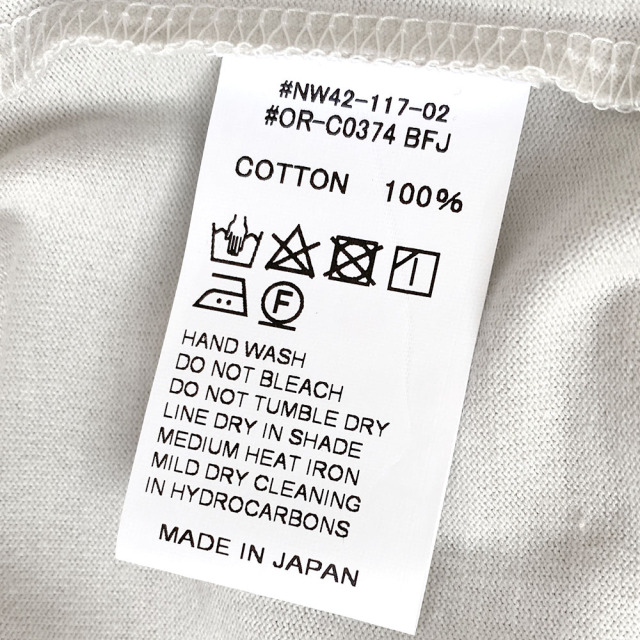 #NW42-117-02
#OR-C0374 BFJ
COTTON 100%
F
HAND WASH
DO NOT BLEACH
DO NOT TUMBLE DRY
LINE DRY IN SHADE
MEDIUM HEAT IRON
MILD DRY CLEANING
IN HYDROCARBONS
MADE IN JAPAN